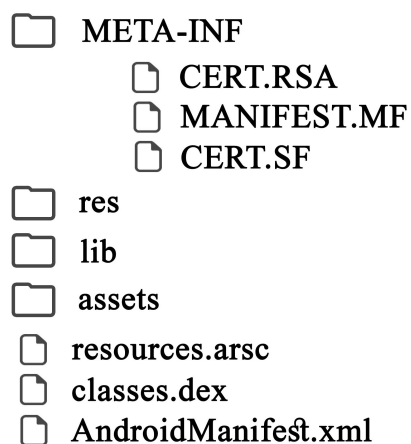 META-INF
CERT.RSA
MANIFEST.MF
CERT.SF
res
lib
assets
resources.arsc
classes.dex
AndroidManifest.xml